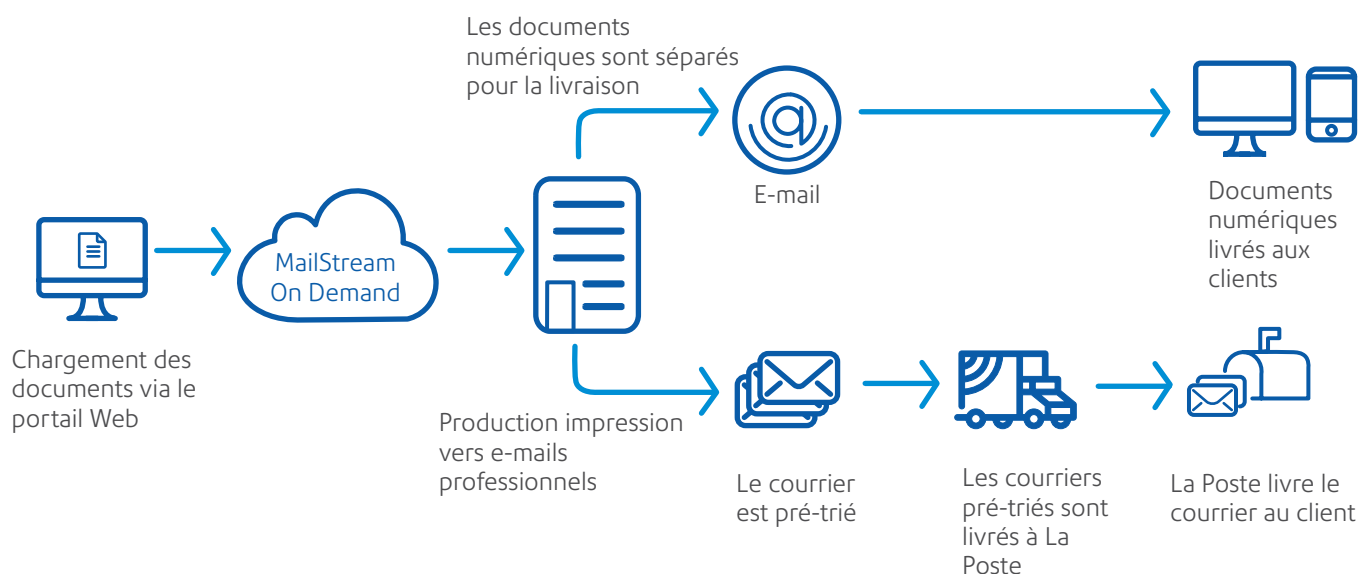 Les documents
numériques sont séparés
pour la livraison
E-mail
Documents
numériques
livrés aux
clients
MailStream
On Demand
Chargement des
documents via le
portail Web
Production impression
vers e-mails
professionnels
Le courrier
est pré-trié
Les courriers
pré-triés sont
livrés à La
Poste
La Poste livre le
courrier au client